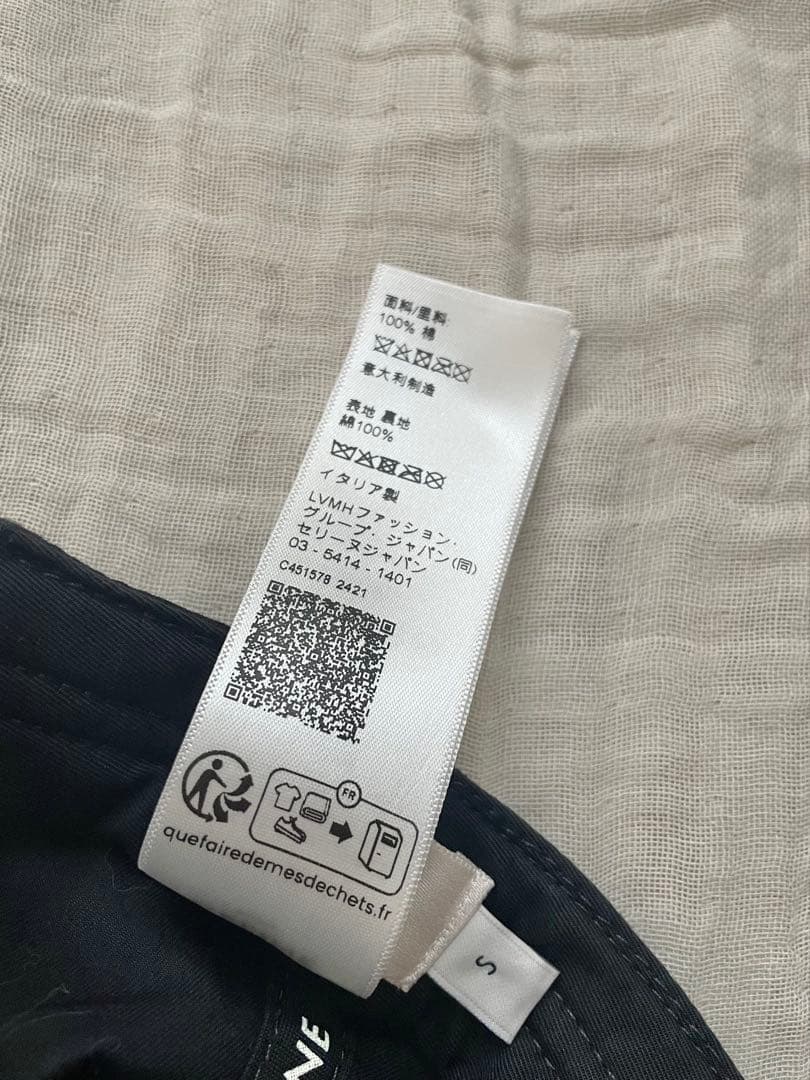 面料/里料:
100% 棉
意大利制造
表地 裏地
綿100%
イタリア製
LVMHファッション・
グループ・ジャパン(同)
セリーヌジャパン
03 - 5414 - 1401
C451578 2421
FR
quefairedemesdechets.fr
S
NE